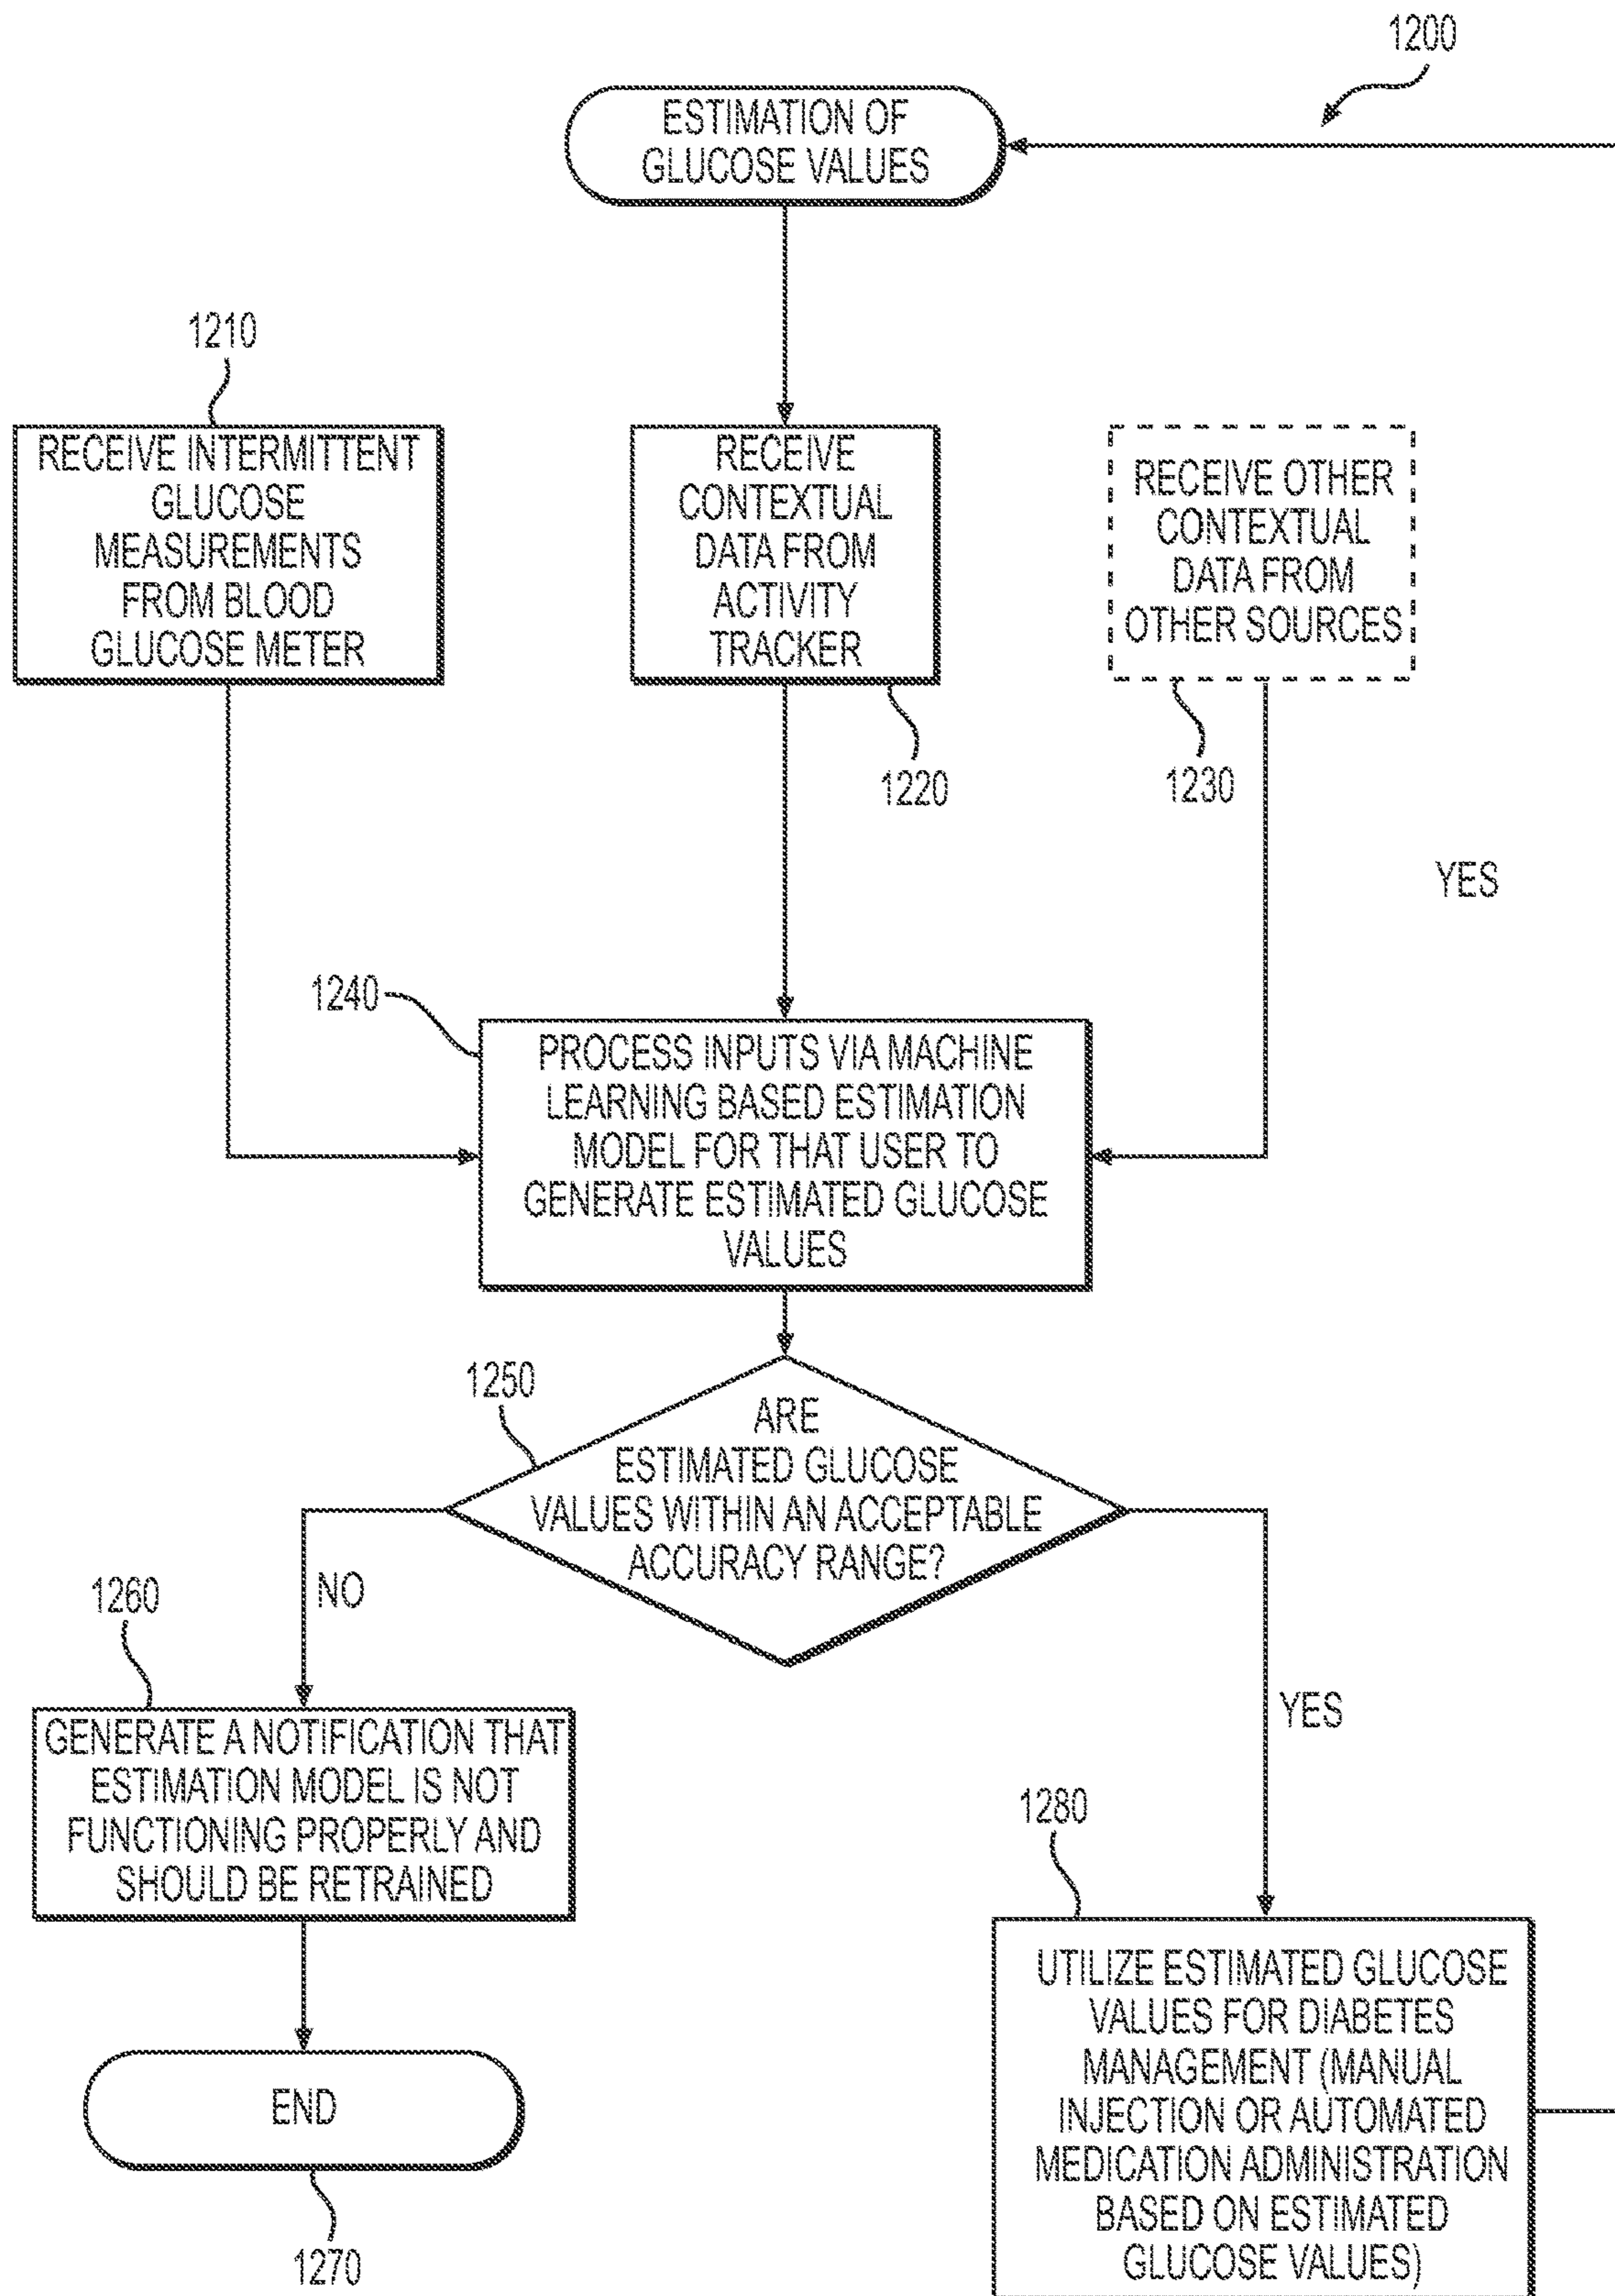 1200
ESTIMATION OF
GLUCOSE VALUES
1210
RECEIVE INTERMITTENT
GLUCOSE
MEASUREMENTS
FROM BLOOD
GLUCOSE METER
RECEIVE
CONTEXTUAL
DATA FROM
ACTIVITY
TRACKER
1220
RECEIVE OTHER
CONTEXTUAL
DATA FROM
OTHER SOURCES
1230
YES
1240
PROCESS INPUTS VIA MACHINE
LEARNING BASED ESTIMATION
MODEL FOR THAT USER TO
GENERATE ESTIMATED GLUCOSE
VALUES
1250
ARE
ESTIMATED GLUCOSE
VALUES WITHIN AN ACCEPTABLE
ACCURACY RANGE?
NO
1260
GENERATE A NOTIFICATION THAT
ESTIMATION MODEL IS NOT
FUNCTIONING PROPERLY AND
SHOULD BE RETRAINED
END
1270
YES
1280
UTILIZE ESTIMATED GLUCOSE
VALUES FOR DIABETES
MANAGEMENT (MANUAL
INJECTION OR AUTOMATED
MEDICATION ADMINISTRATION
BASED ON ESTIMATED
GLUCOSE VALUES)